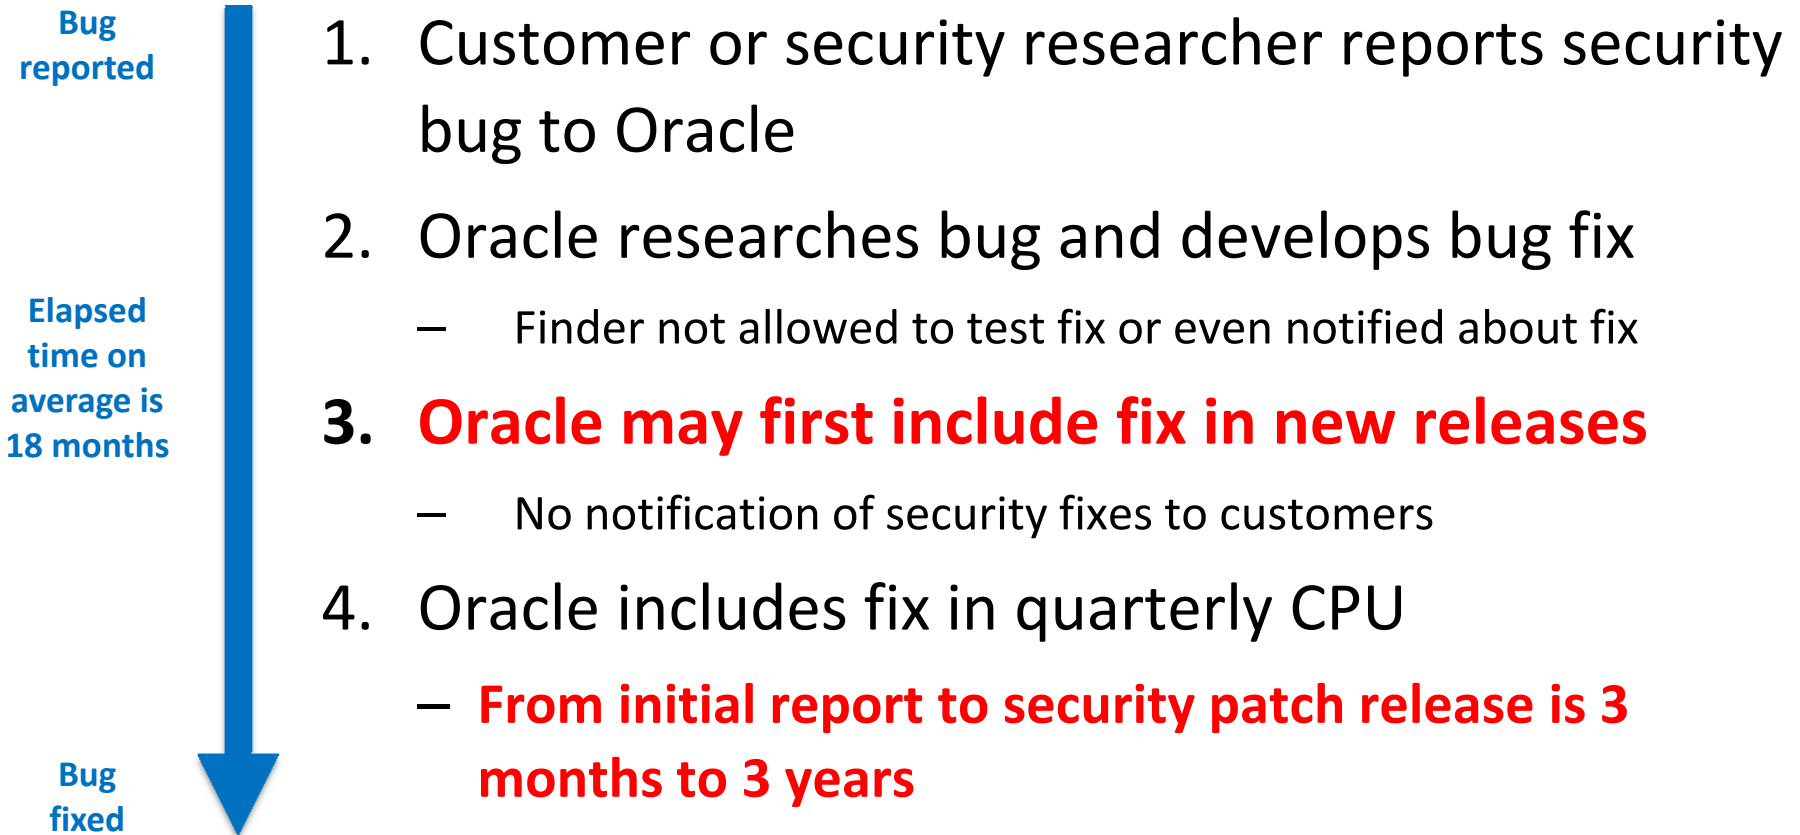 Bug
reported
1. Customer or security researcher reports security
bug to Oracle
2. Oracle researches bug and develops bug fix
– Finder not allowed to test fix or even notified about fix
Elapsed
time on
average is
18 months
3. Oracle may first include fix in new releases
– No notification of security fixes to customers
4. Oracle includes fix in quarterly CPU
– From initial report to security patch release is 3
months to 3 years
Bug
fixed